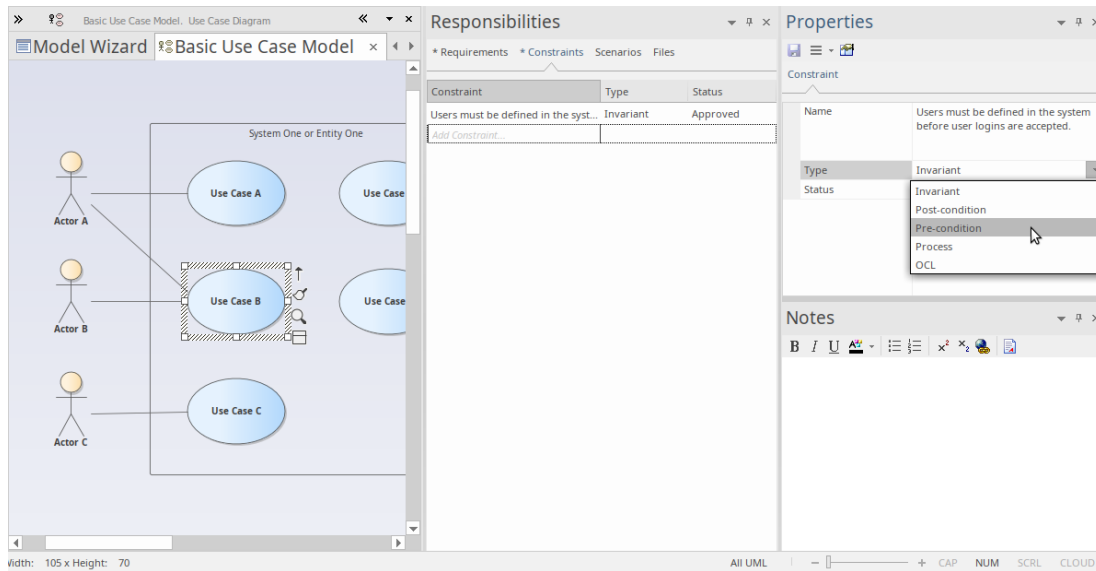 Basic Use Case Model. Use Case Diagram
Model Wizard
Basic Use Case Model
System One or Entity One
Use Case A
Use Case
Actor A
Use Case B
Use Case
Actor B
Use Case C
Actor C
Width: 105 x Height: 70
Responsibilities
* Requirements * Constraints Scenarios Files
Constraint Type Status
Users must be defined in the syst... Invariant Approved
Add Constraint...
Properties
Constraint
Name Users must be defined in the system
before user logins are accepted.
Type Invariant
Status
Invariant
Post-condition
Pre-condition
Process
OCL
Notes
B I U A x² x₂
All UML CAP NUM SCRL CLOUD